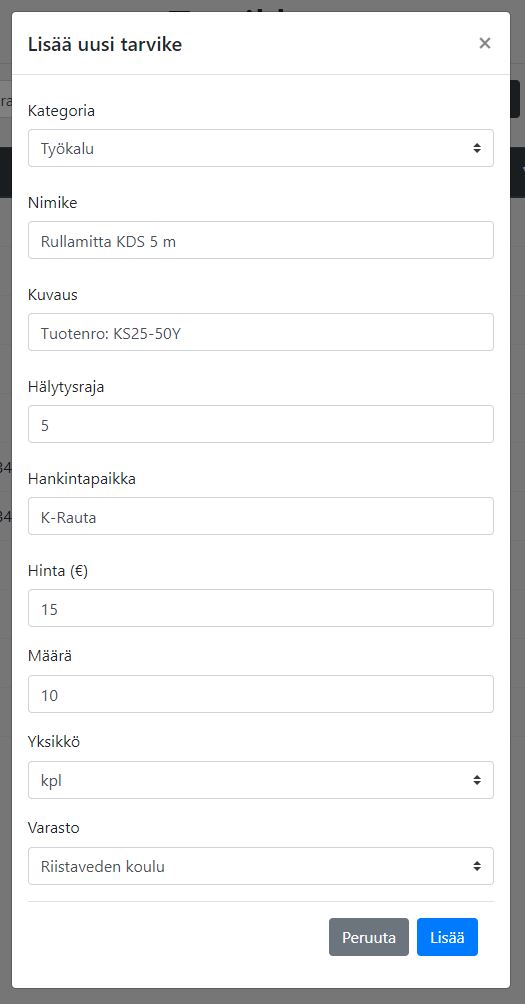 Lisää uusi tarvike
×
Kategoria
Työkalu
Nimike
Rullamitta KDS 5 m
Kuvaus
Tuotenro: KS25-50Y
Hälytysraja
5
Hankintapaikka
K-Rauta
Hinta (€)
15
Määrä
10
Yksikkö
kpl
Varasto
Riistaveden koulu
Peruuta Lisää